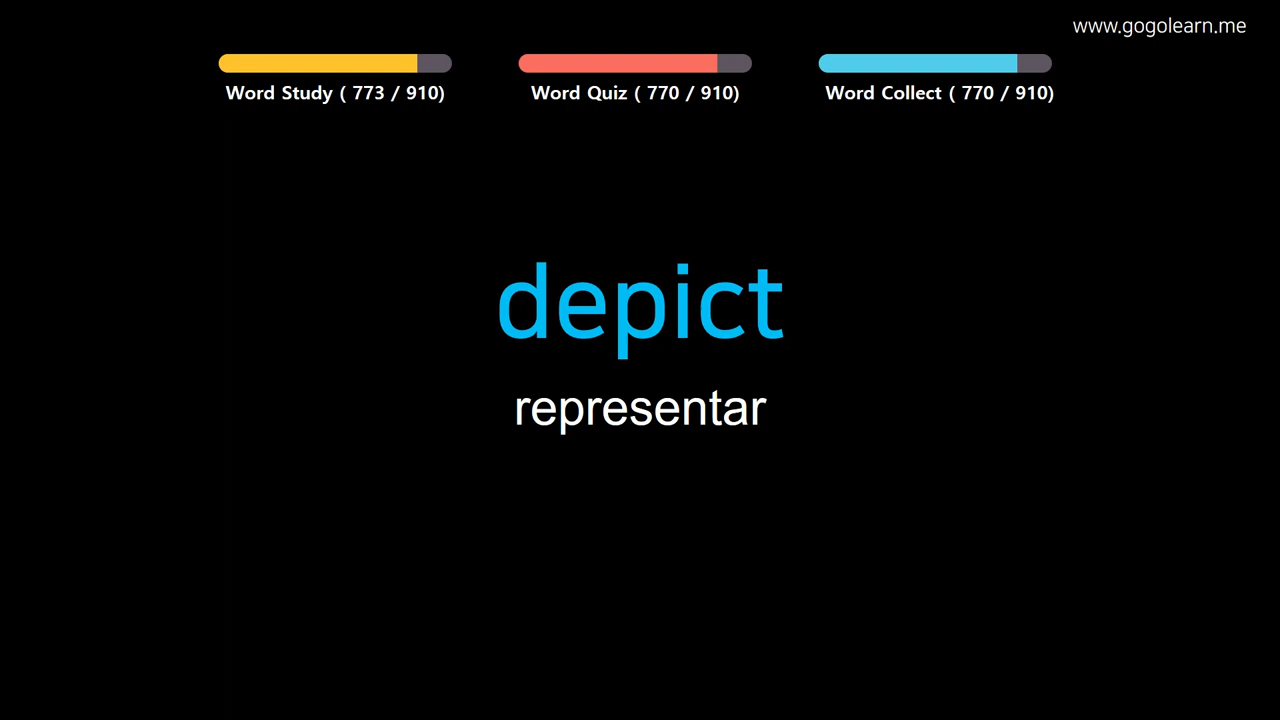 www.gogolearn.me
Word Study ( 773 / 910)
Word Quiz ( 770 / 910)
Word Collect ( 770 / 910)
depict
representar